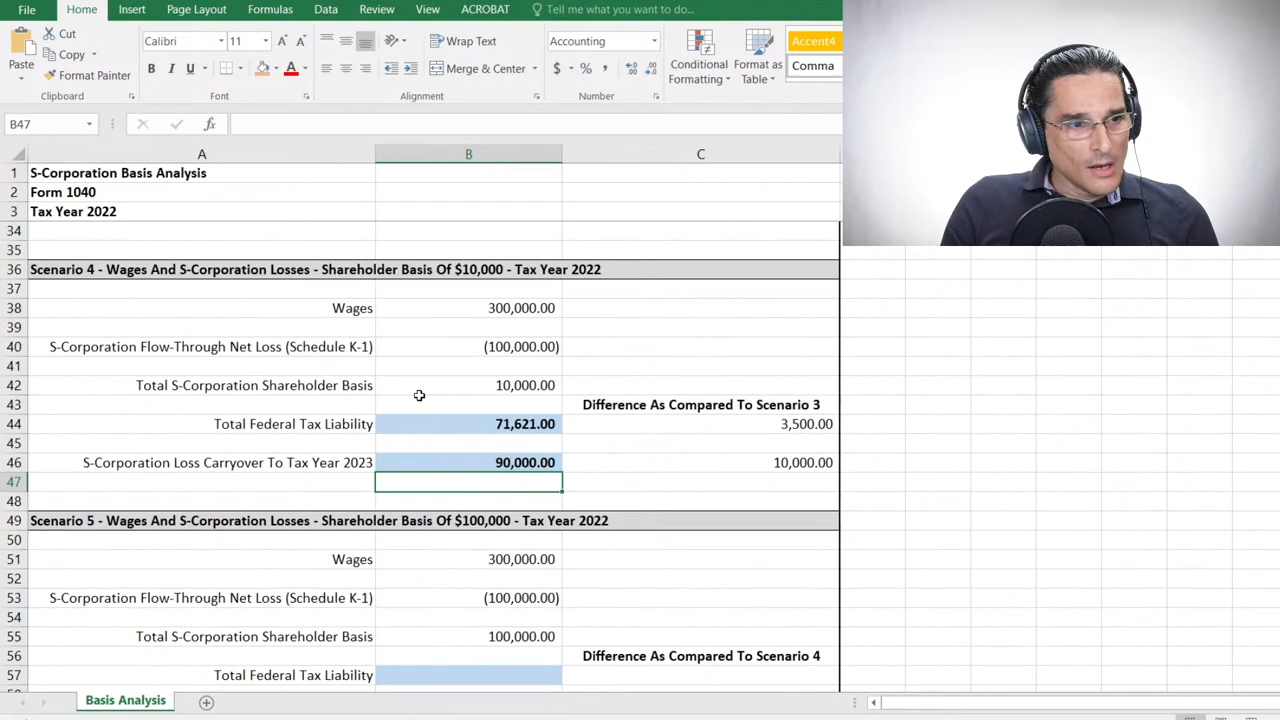 File Home Insert Page Layout Formulas Data Review View ACROBAT Tell me what you want to do...
Paste Cut Copy Format Painter
Calibri 11
B I U A
Wrap Text
Merge & Center
Accounting
$ % ,
Conditional Formatting Format as Table
Accent4
Comma
Clipboard Font Alignment Number
B47 fx
A B C
1 S-Corporation Basis Analysis
2 Form 1040
3 Tax Year 2022
34
35
36 Scenario 4 - Wages And S-Corporation Losses - Shareholder Basis Of $10,000 - Tax Year 2022
37
38 Wages 300,000.00
39
40 S-Corporation Flow-Through Net Loss (Schedule K-1) (100,000.00)
41
42 Total S-Corporation Shareholder Basis 10,000.00
43 Difference As Compared To Scenario 3
44 Total Federal Tax Liability 71,621.00 3,500.00
45
46 S-Corporation Loss Carryover To Tax Year 2023 90,000.00 10,000.00
47
48
49 Scenario 5 - Wages And S-Corporation Losses - Shareholder Basis Of $100,000 - Tax Year 2022
50
51 Wages 300,000.00
52
53 S-Corporation Flow-Through Net Loss (Schedule K-1) (100,000.00)
54
55 Total S-Corporation Shareholder Basis 100,000.00
56 Difference As Compared To Scenario 4
57 Total Federal Tax Liability
Basis Analysis